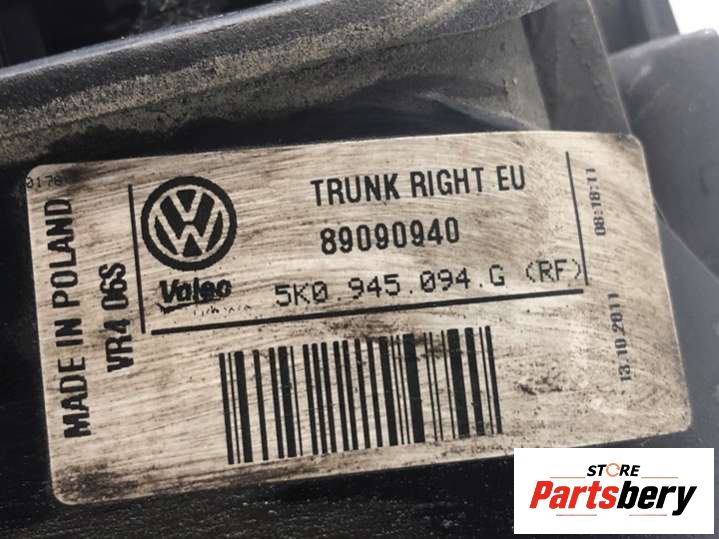 TRUNK RIGHT EU
89090940
Valeo
5K0.945.094.G (RF)
MADE IN POLAND
VR4 06S
08:18:11
13.10.2011
STORE
Partsbery